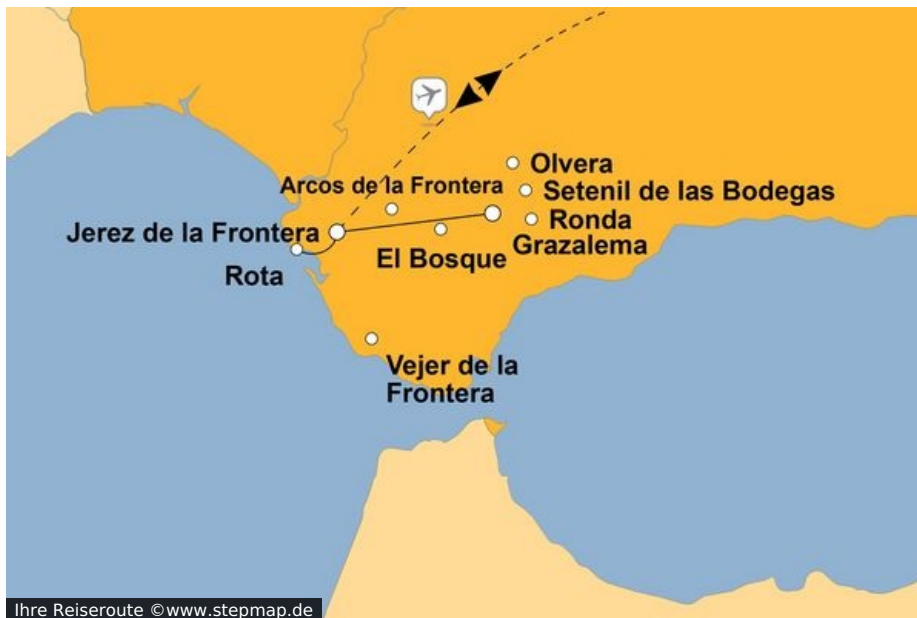 Olvera
Arcos de la Frontera
Setenil de las Bodegas
Ronda
Jerez de la Frontera
Grazalema
El Bosque
Rota
Vejer de la
Frontera
Ihre Reiseroute ©www.stepmap.de